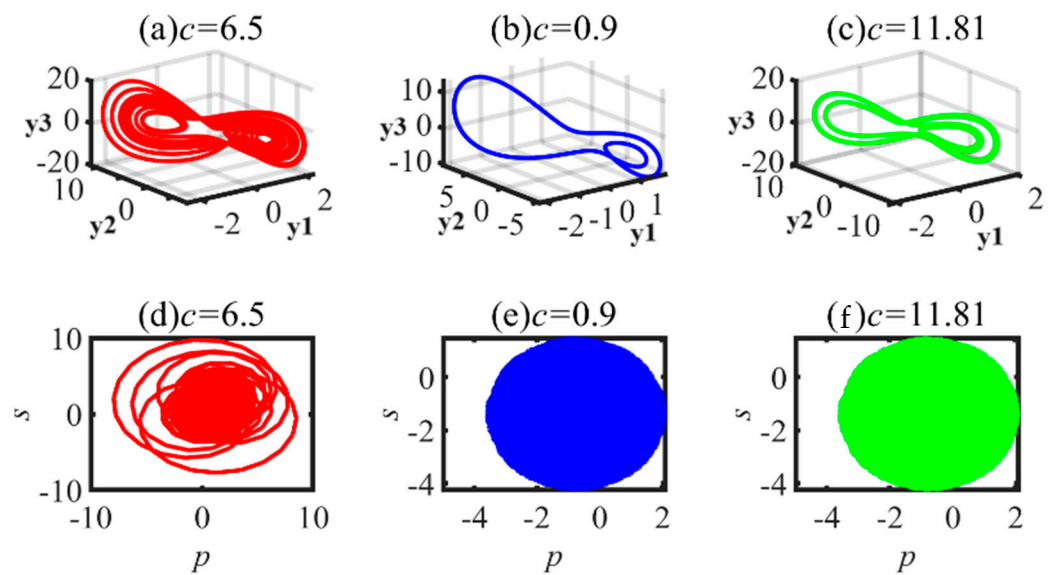 (a)c=6.5 (b)c=0.9 (c)c=11.81
20 10 20
y3 0 y3 0 y3 0
-20 -10 -20
10 0 5 0 -5 10 0 -10
y2 -2 0 2 y2 -2 -1 0 1 y2 -2 0 2
y1 y1 y1
(d)c=6.5 (e)c=0.9 (f)c=11.81
10 0 0
s 0 s -2 s -2
-10 -4 -4
-10 0 10 -4 -2 0 2 -4 -2 0 2
p p p